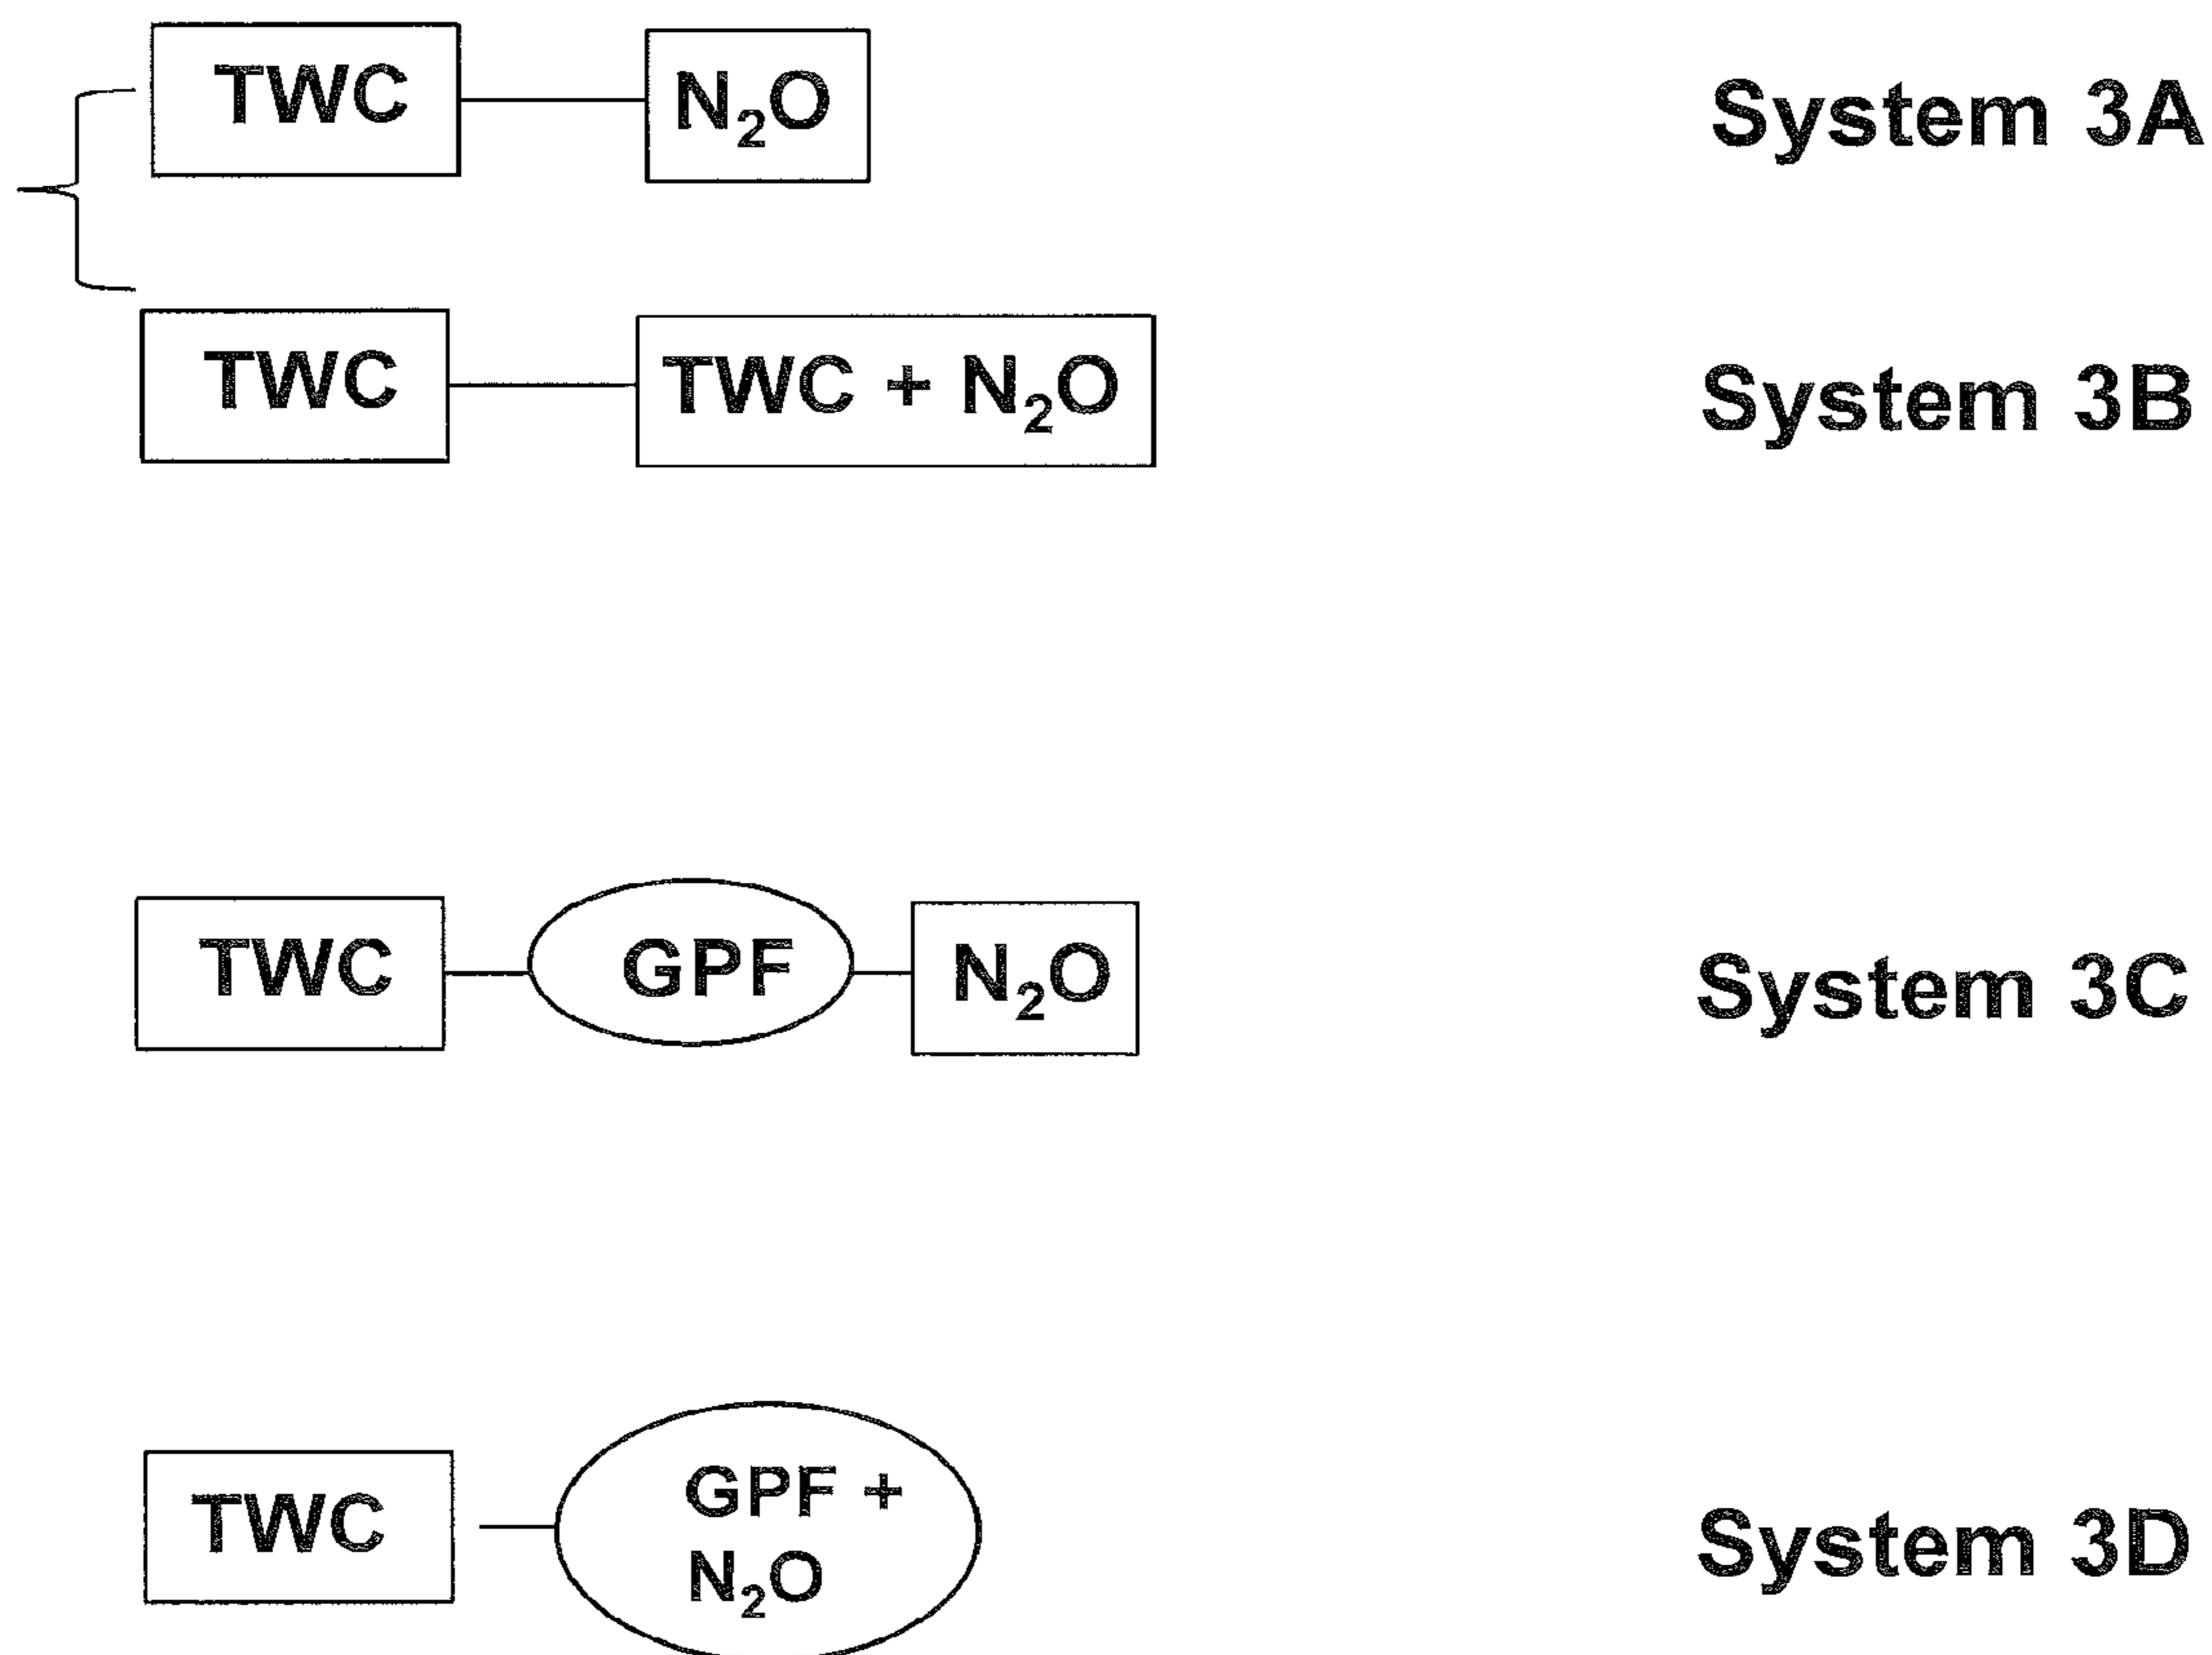 TWC N₂O System 3A
TWC TWC + N₂O System 3B
TWC GPF N₂O System 3C
TWC GPF + N₂O System 3D